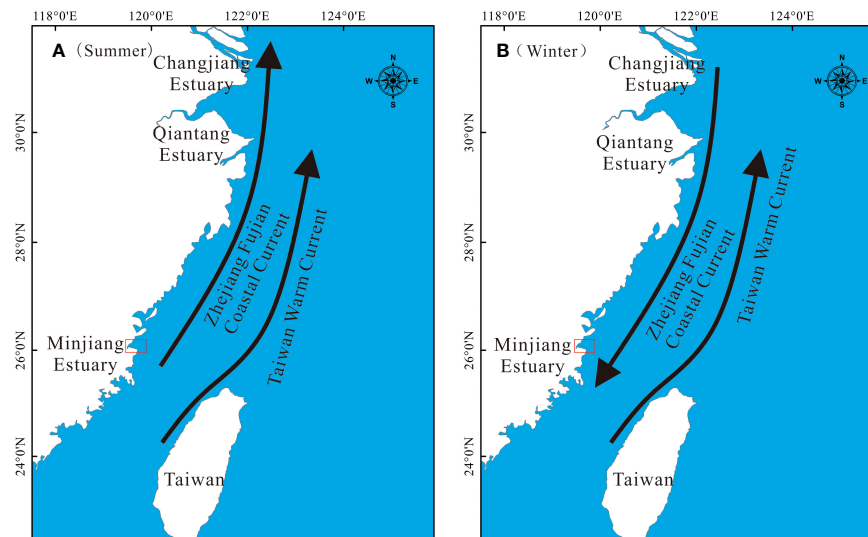 118°0'E
120°0'E
122°0'E
124°0'E
A（Summer）
Changjiang
Estuary
N
W
E
S
30°0'N
Qiantang
Estuary
28°0'N
Zhejiang Fujian
Coastal Current
Taiwan Warm Current
Minjiang
Estuary
26°0'N
24°0'N
Taiwan
118°0'E
120°0'E
122°0'E
124°0'E
B（Winter）
Changjiang
Estuary
N
W
E
S
30°0'N
Qiantang
Estuary
28°0'N
Zhejiang Fujian
Coastal Current
Taiwan Warm Current
Minjiang
Estuary
26°0'N
24°0'N
Taiwan